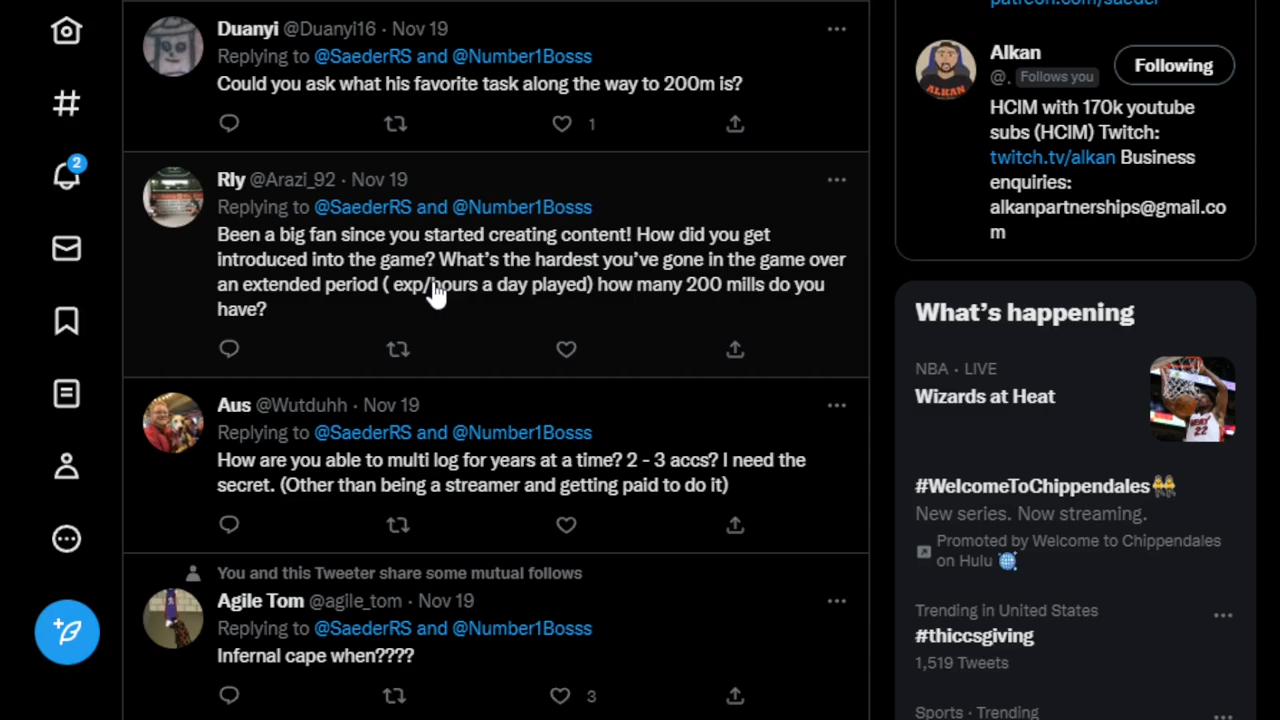 Duanyi @Duanyi16 · Nov 19
Replying to @SaederRS and @Number1Bosss
Could you ask what his favorite task along the way to 200m is?
1
Rly @Arazi_92 · Nov 19
Replying to @SaederRS and @Number1Bosss
Been a big fan since you started creating content! How did you get
introduced into the game? What's the hardest you've gone in the game over
an extended period ( exp/hours a day played) how many 200 mills do you
have?
Aus @Wutduhh · Nov 19
Replying to @SaederRS and @Number1Bosss
How are you able to multi log for years at a time? 2 - 3 accs? I need the
secret. (Other than being a streamer and getting paid to do it)
You and this Tweeter share some mutual follows
Agile Tom @agile_tom · Nov 19
Replying to @SaederRS and @Number1Bosss
Infernal cape when????
3
2
patreon.com/saeder
Alkan
@. Follows you
Following
HCIM with 170k youtube
subs (HCIM) Twitch:
twitch.tv/alkan Business
enquiries:
alkanpartnerships@gmail.co
m
ALKAN
What's happening
NBA · LIVE
Wizards at Heat
22
#WelcomeToChippendales
New series. Now streaming.
Promoted by Welcome to Chippendales
on Hulu
Trending in United States
#thiccsgiving
1,519 Tweets
Sports · Trending